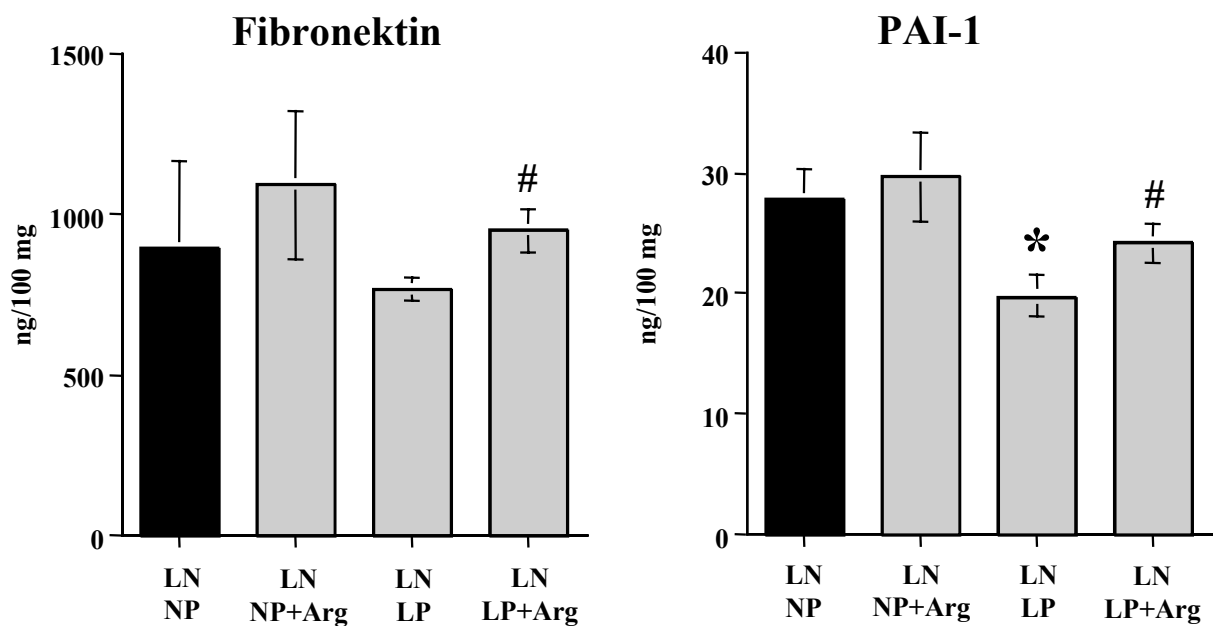 Fibronektin
1500
1000
500
0
ng/100 mg
#
LN LN LN LN
NP NP+Arg LP LP+Arg
PAI-1
40
30
20
10
0
ng/100 mg
*
#
LN LN LN LN
NP NP+Arg LP LP+Arg